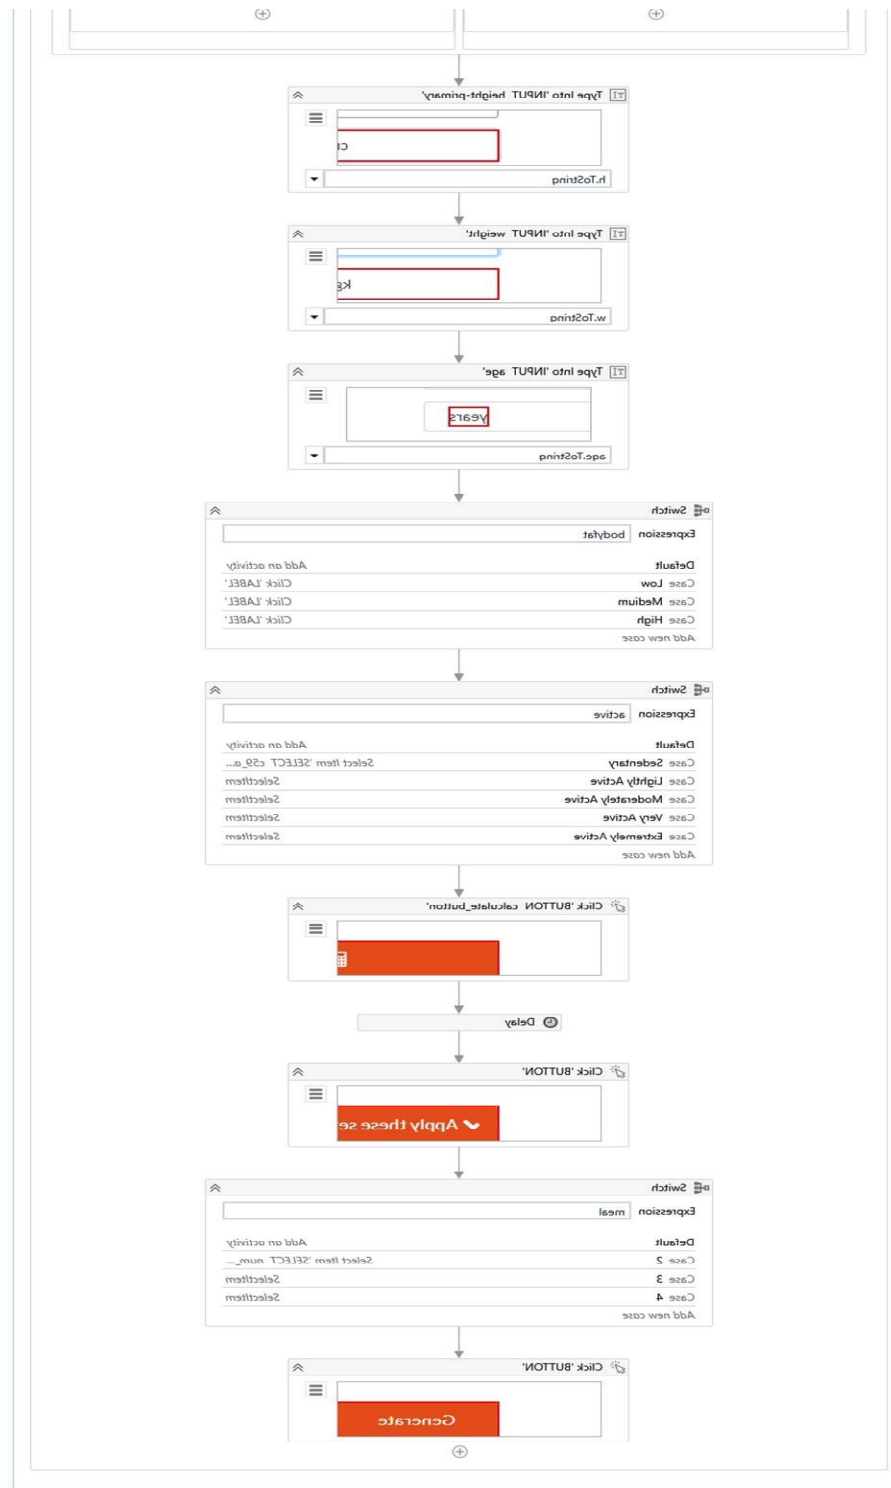 Type Into 'INPUT height-primary'
h.ToString
Type Into 'INPUT weight'
kg
w.ToString
Type Into 'INPUT age'
years
age.ToString
Switch
Expression bodyfat
Default Add an activity
Case Low Click 'LABEL'
Case Medium Click 'LABEL'
Case High Click 'LABEL'
Add new case
Switch
Expression active
Default Add an activity
Case Sedentary Select Item 'SELECT c59_a...
Case Lightly Active SelectItem
Case Moderately Active SelectItem
Case Very Active SelectItem
Case Extremely Active SelectItem
Add new case
Click 'BUTTON calculate_button'
Delay
Click 'BUTTON'
Apply these se
Switch
Expression meal
Default Add an activity
Case 2 Select Item 'SELECT num_...
Case 3 SelectItem
Case 4 SelectItem
Add new case
Click 'BUTTON'
Generate